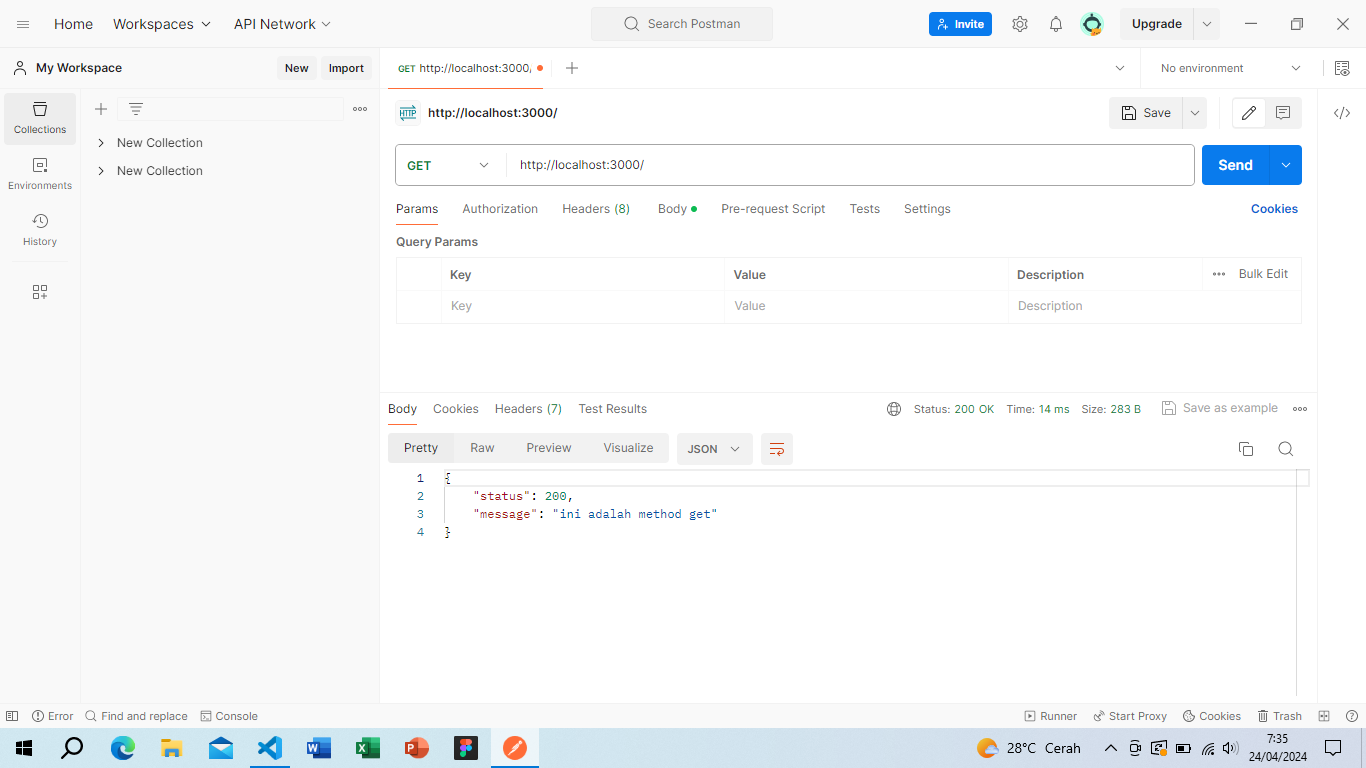 Home Workspaces API Network Search Postman Invite Upgrade
My Workspace New Import GET http://localhost:3000, No environment
Collections
Environments
History
New Collection
New Collection
HTTP http://localhost:3000/ Save
GET http://localhost:3000/ Send
Params Authorization Headers (8) Body Pre-request Script Tests Settings Cookies
Query Params
Key Value Description Bulk Edit
Key Value Description
Body Cookies Headers (7) Test Results Status: 200 OK Time: 14 ms Size: 283 B Save as example
Pretty Raw Preview Visualize JSON
1 {
2 "status": 200,
3 "message": "ini adalah method get"
4 }
Error Find and replace Console Runner Start Proxy Cookies Trash
28°C Cerah 7:35
24/04/2024